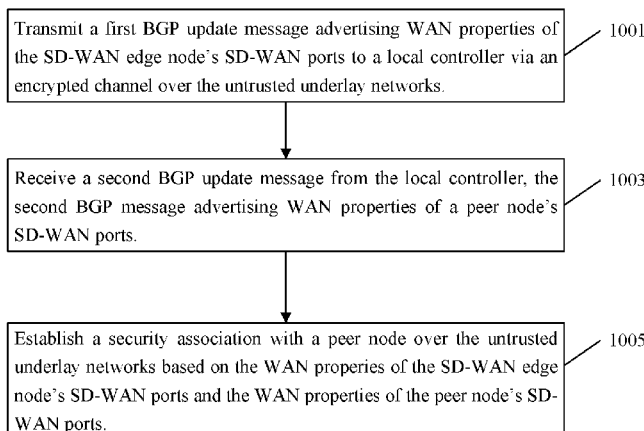 Transmit a first BGP update message advertising WAN properties of
the SD-WAN edge node's SD-WAN ports to a local controller via an
encrypted channel over the untrusted underlay networks.
1001
Receive a second BGP update message from the local controller, the
second BGP message advertising WAN properties of a peer node's
SD-WAN ports.
1003
Establish a security association with a peer node over the untrusted
underlay networks based on the WAN properies of the SD-WAN edge
node's SD-WAN ports and the WAN properties of the peer node's SD-
WAN ports.
1005